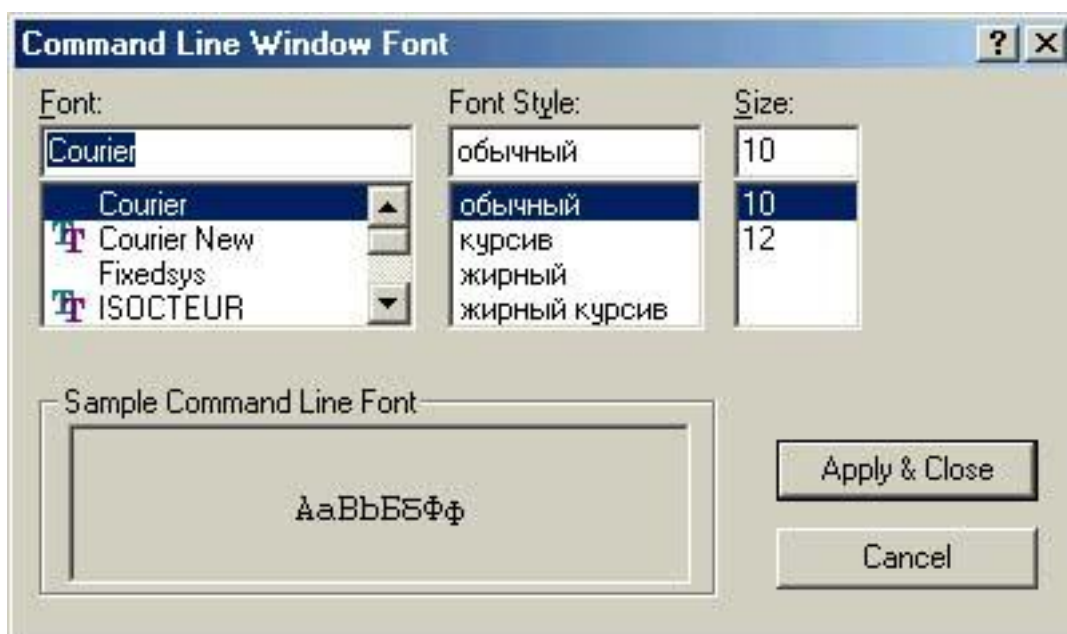 Command Line Window Font
Font:
Font Style:
Size:
Courier
обычный
10
Courier
обычный
10
Courier New
курсив
12
Fixedsys
жирный
ISOCTEUR
жирный курсив
Sample Command Line Font
AaBbБбФф
Apply & Close
Cancel